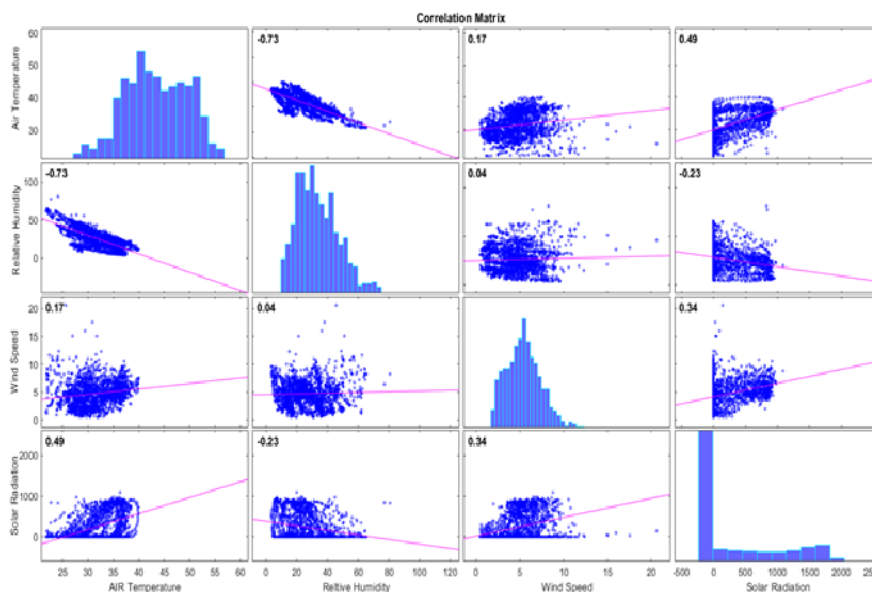 Correlation Matrix
Air Temperature
60
50
40
30
-0.73
0.17
0.49
Relative Humidity
100
50
0
-0.73
0.04
-0.23
Wind Speed
20
15
10
5
0
0.17
0.04
0.34
Solar Radiation
2000
1000
0
0.49
-0.23
0.34
25 30 35 40 45 50 55 60
0 20 40 60 80 100 120
0 5 10 15 20
-500 0 500 1000 1500 2000 2500
AIR Temperature
Reltive Humidity
Wind Speed
Solar Radiation